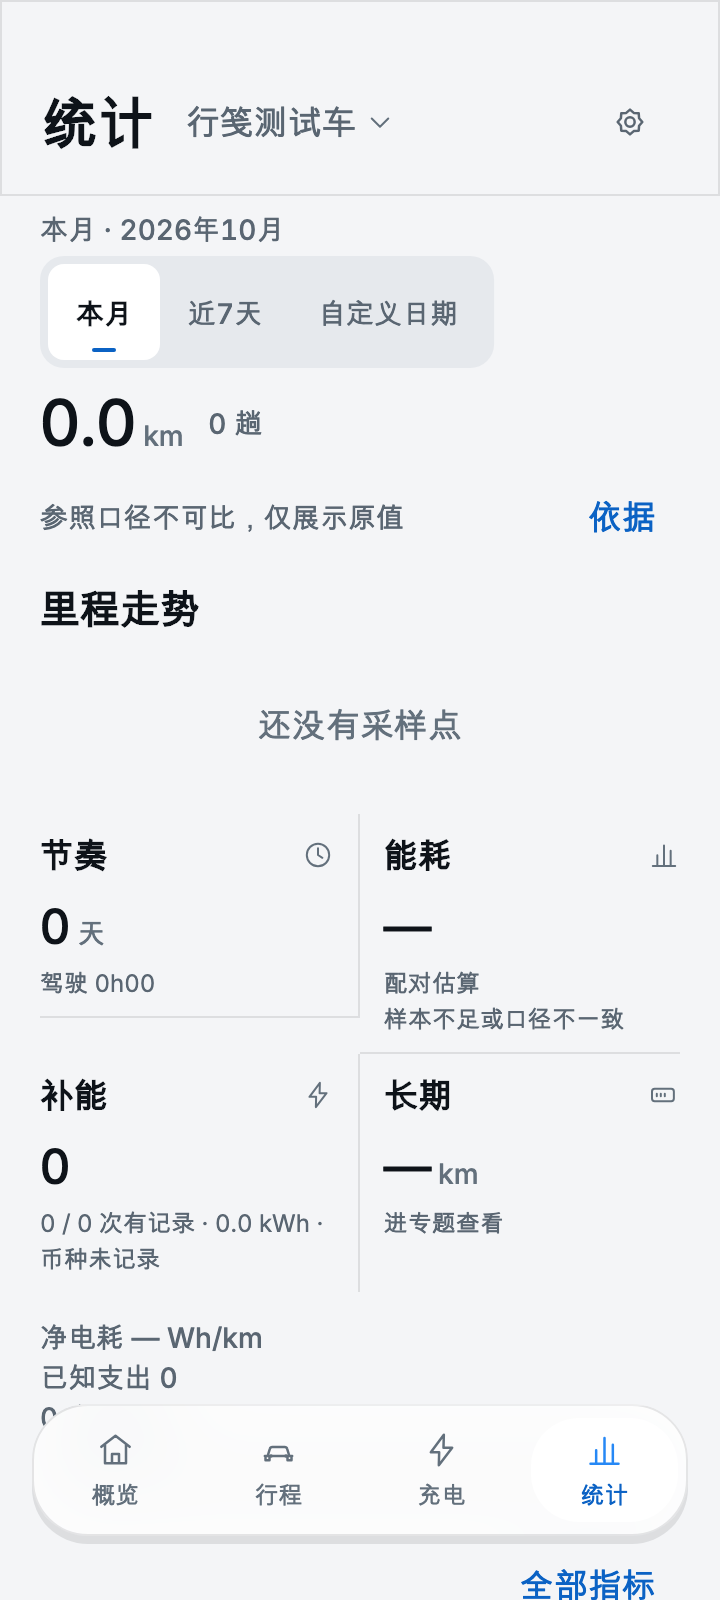 统计
行笺测试车
本月 · 2026年10月
本月
近7天
自定义日期
0.0 km
0 趟
参照口径不可比，仅展示原值
依据
里程走势
还没有采样点
节奏
0 天
驾驶 0h00
能耗
—
配对估算
样本不足或口径不一致
补能
0
0 / 0 次有记录 · 0.0 kWh ·
币种未记录
长期
— km
进专题查看
净电耗 — Wh/km
已知支出 0
概览
行程
充电
统计
全部指标